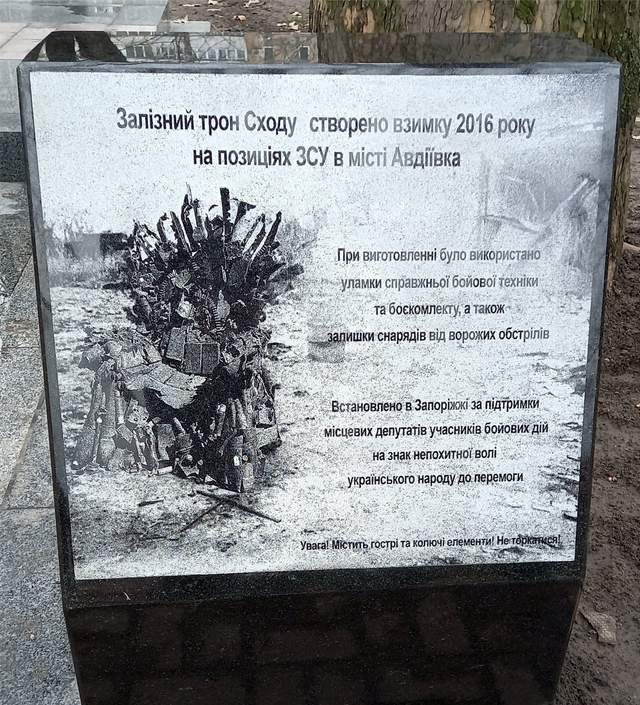 Залізний трон Сходу створено взимку 2016 року
на позиціях ЗСУ в місті Авдіївка
При виготовленні було використано
уламки справжньої бойової техніки
та боєкомлекту, а також
залишки снарядів від ворожих обстрілів
Встановлено в Запоріжжі за підтримки
місцевих депутатів учасників бойових дій
на знак непохитної волі
українського народу до перемоги
Увага! Містить гострі та колючі елементи! Не торкатися!